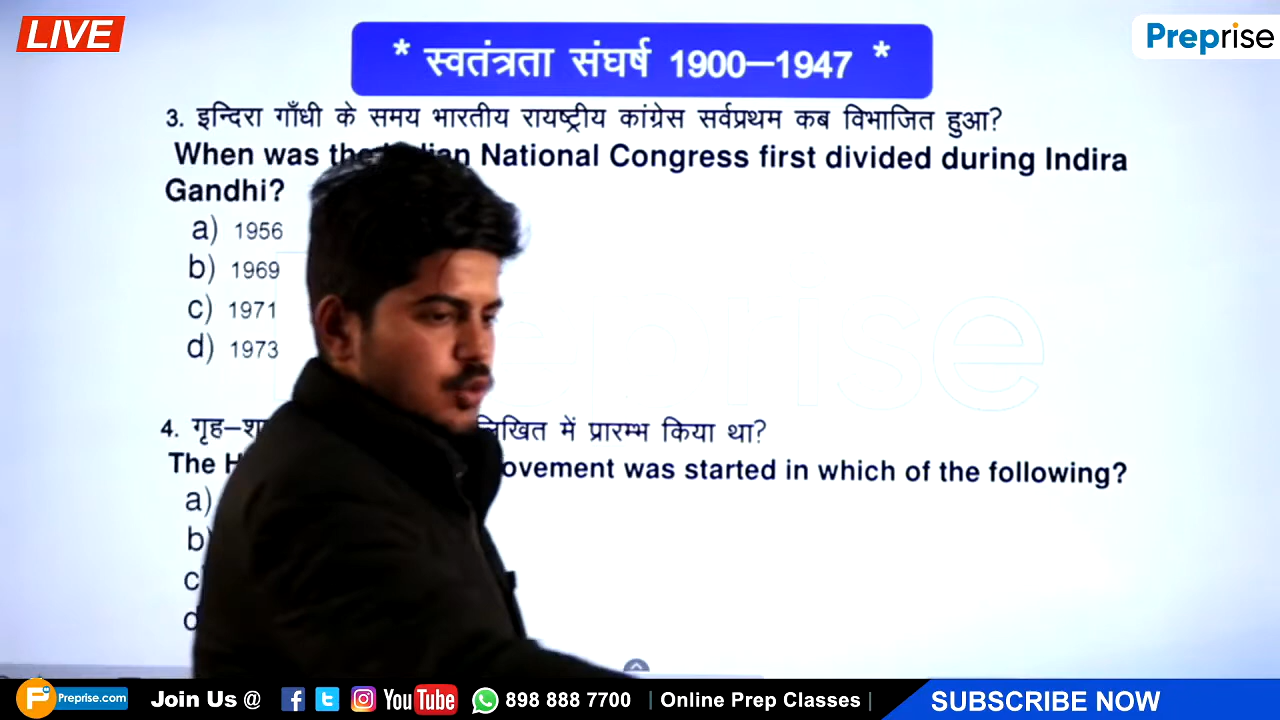 LIVE
Preprise
* स्वतंत्रता संघर्ष 1900–1947 *
3. इन्दिरा गाँधी के समय भारतीय रायष्ट्रीय कांग्रेस सर्वप्रथम कब विभाजित हुआ?
When was the Indian National Congress first divided during Indira
Gandhi?
a) 1956
b) 1969
c) 1971
d) 1973
4. गृह– में प्रारम्भ किया था?
The was started in which of the following?
a)
b)
c)
d
Preprise.com Join Us @ YouTube 898 888 7700 | Online Prep Classes | SUBSCRIBE NOW